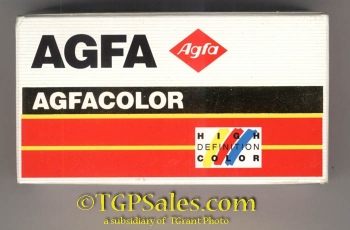 AGFA
Agfa
AGFACOLOR
HIGH
DEFINITION
COLOR
©TGPSales.com
a subsidiary of TGrant Photo